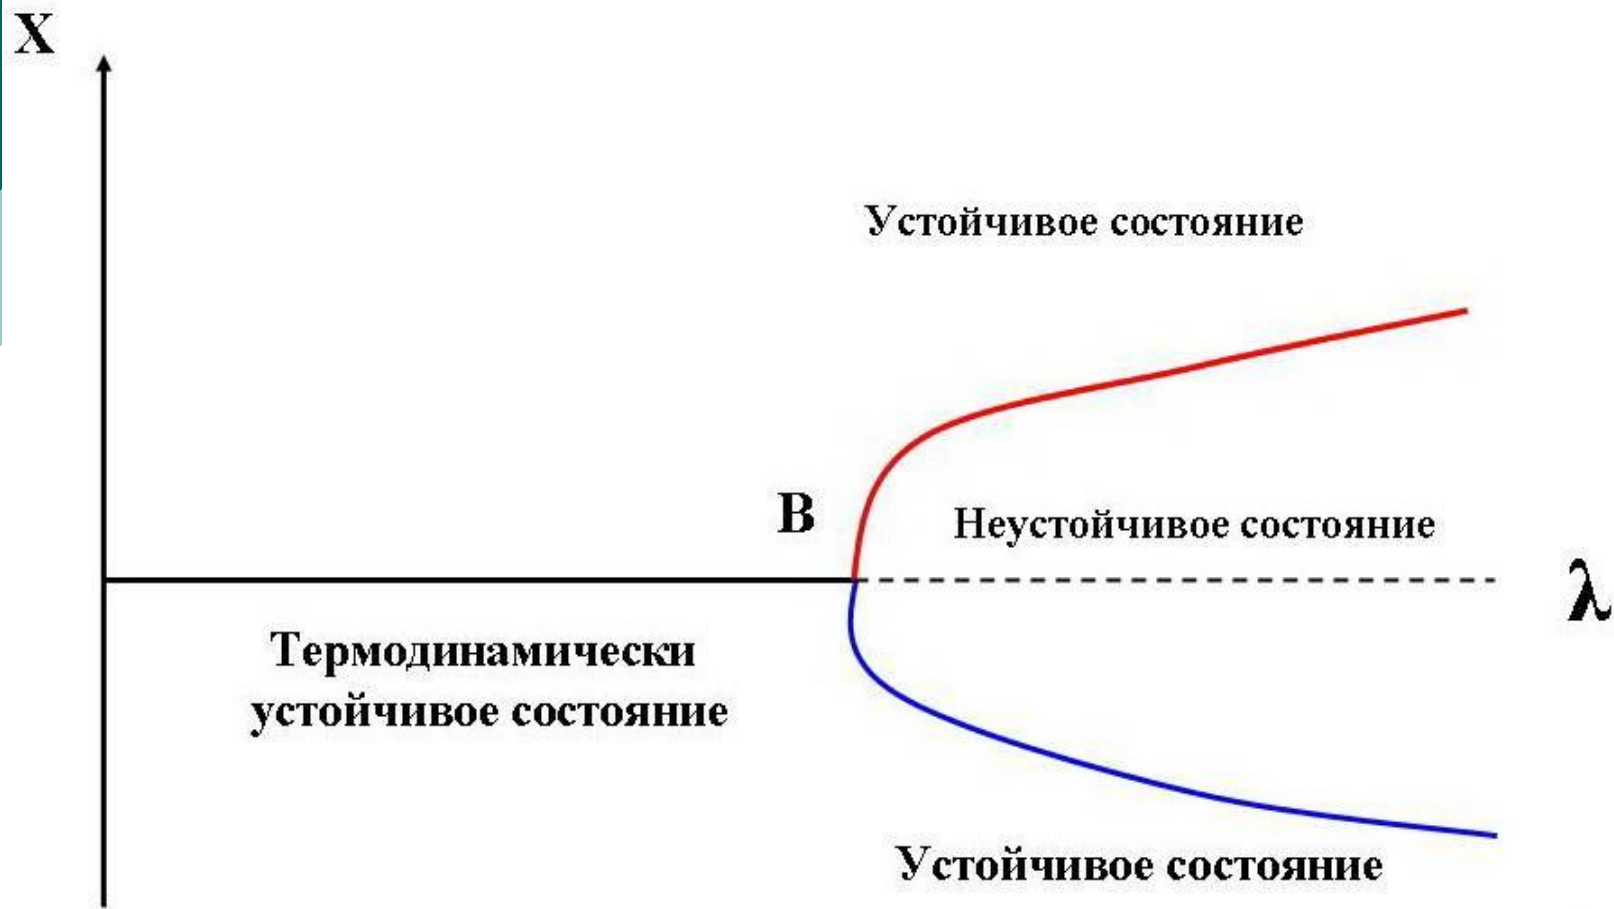 X
Устойчивое состояние
B
Неустойчивое состояние
λ
Термодинамически
устойчивое состояние
Устойчивое состояние